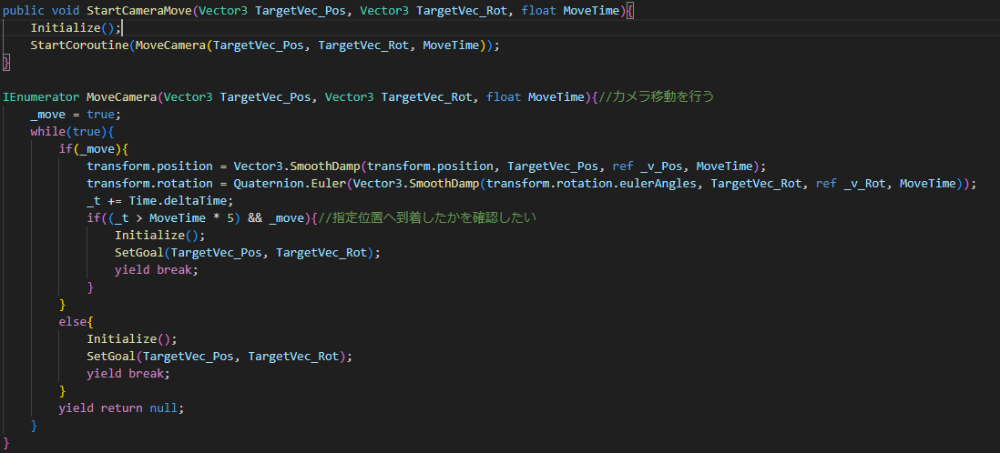 public void StartCameraMove(Vector3 TargetVec_Pos, Vector3 TargetVec_Rot, float MoveTime){
    Initialize();
    StartCoroutine(MoveCamera(TargetVec_Pos, TargetVec_Rot, MoveTime));
}

IEnumerator MoveCamera(Vector3 TargetVec_Pos, Vector3 TargetVec_Rot, float MoveTime){//カメラ移動を行う
    _move = true;
    while(true){
        if(_move){
            transform.position = Vector3.SmoothDamp(transform.position, TargetVec_Pos, ref _v_Pos, MoveTime);
            transform.rotation = Quaternion.Euler(Vector3.SmoothDamp(transform.rotation.eulerAngles, TargetVec_Rot, ref _v_Rot, MoveTime));
            _t += Time.deltaTime;
            if((_t > MoveTime * 5) && _move){//指定位置へ到着したかを確認したい
                Initialize();
                SetGoal(TargetVec_Pos, TargetVec_Rot);
                yield break;
            }
        }
        else{
            Initialize();
            SetGoal(TargetVec_Pos, TargetVec_Rot);
            yield break;
        }
        yield return null;
    }
}